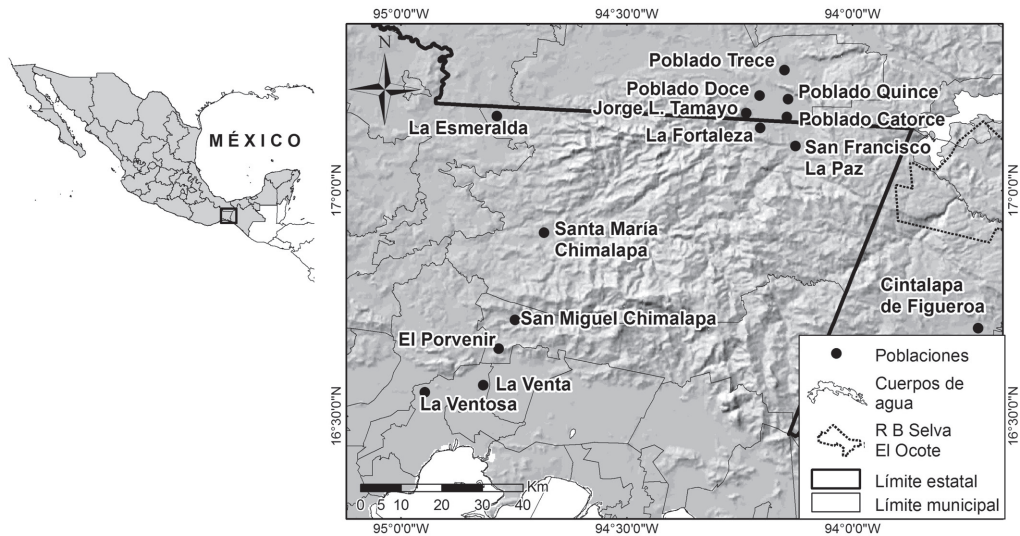 95°0'0"W
94°30'0"W
94°0'0"W
N
MÉXICO
Poblado Trece
Poblado Doce
Poblado Quince
Jorge L. Tamayo
Poblado Catorce
La Esmeralda
La Fortaleza
San Francisco
La Paz
17°0'0"N
17°0'0"N
Santa María
Chimalapa
Cintalapa
de Figueroa
San Miguel Chimalapa
El Porvenir
La Venta
La Ventosa
16°30'0"N
16°30'0"N
Poblaciones
Cuerpos de
agua
R B Selva
El Ocote
Límite estatal
Límite municipal
Km
0 5 10 20 30 40
95°0'0"W
94°30'0"W
94°0'0"W